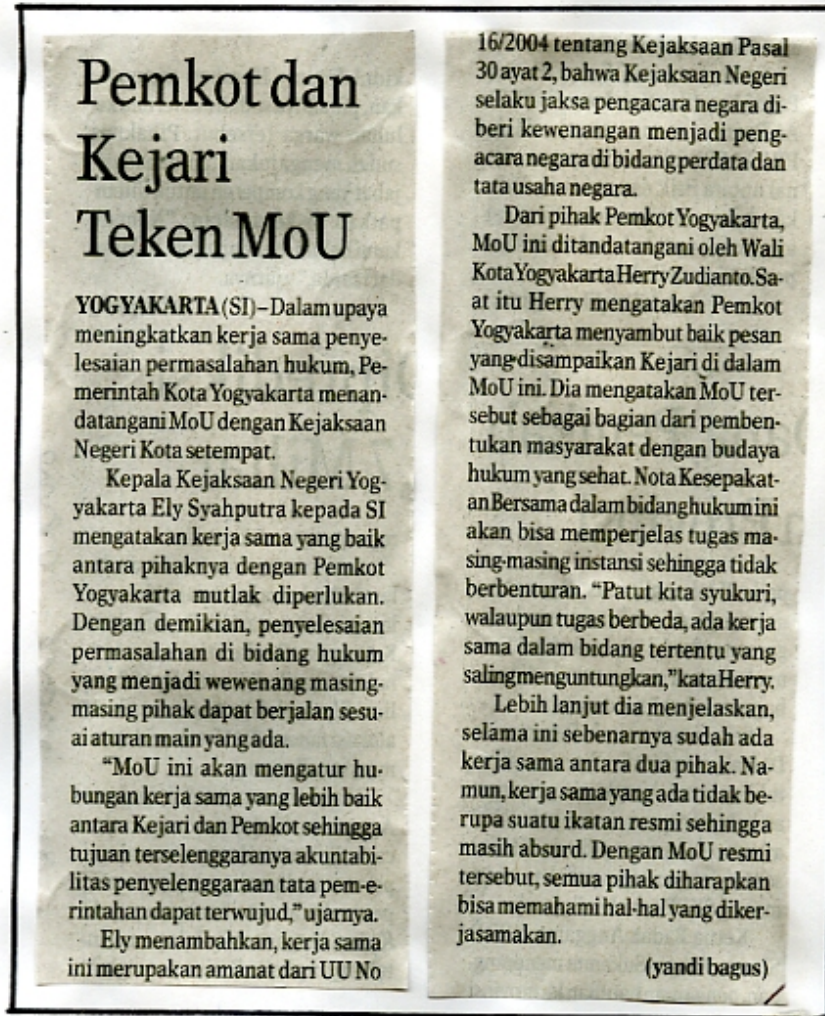 Pemkot dan
Kejari
Teken MoU
YOGYAKARTA (SI) – Dalam upaya
meningkatkan kerja sama penye-
lesaian permasalahan hukum, Pe-
merintah Kota Yogyakarta menan-
datangani MoU dengan Kejaksaan
Negeri Kota setempat.
Kepala Kejaksaan Negeri Yog-
yakarta Ely Syahputra kepada SI
mengatakan kerja sama yang baik
antara pihaknya dengan Pemkot
Yogyakarta mutlak diperlukan.
Dengan demikian, penyelesaian
permasalahan di bidang hukum
yang menjadi wewenang masing-
masing pihak dapat berjalan sesu-
ai aturan main yang ada.
“MoU ini akan mengatur hu-
bungan kerja sama yang lebih baik
antara Kejari dan Pemkot sehingga
tujuan terselenggaranya akuntabi-
litas penyelenggaraan tata pem-e-
rintahan dapat terwujud,” ujarnya.
Ely menambahkan, kerja sama
ini merupakan amanat dari UU No
16/2004 tentang Kejaksaan Pasal
30 ayat 2, bahwa Kejaksaan Negeri
selaku jaksa pengacara negara di-
beri kewenangan menjadi peng-
acara negara di bidang perdata dan
tata usaha negara.
Dari pihak Pemkot Yogyakarta,
MoU ini ditandatangani oleh Wali
Kota Yogyakarta Herry Zudianto. Sa-
at itu Herry mengatakan Pemkot
Yogyakarta menyambut baik pesan
yang disampaikan Kejari di dalam
MoU ini. Dia mengatakan MoU ter-
sebut sebagai bagian dari pemben-
tukan masyarakat dengan budaya
hukum yang sehat. Nota Kesepakat-
an Bersama dalam bidang hukum ini
akan bisa memperjelas tugas ma-
sing-masing instansi sehingga tidak
berbenturan. “Patut kita syukuri,
walaupun tugas berbeda, ada kerja
sama dalam bidang tertentu yang
saling menguntungkan,” kata Herry.
Lebih lanjut dia menjelaskan,
selama ini sebenarnya sudah ada
kerja sama antara dua pihak. Na-
mun, kerja sama yang ada tidak be-
rupa suatu ikatan resmi sehingga
masih absurd. Dengan MoU resmi
tersebut, semua pihak diharapkan
bisa memahami hal-hal yang diker-
jasamakan.
(yandi bagus)